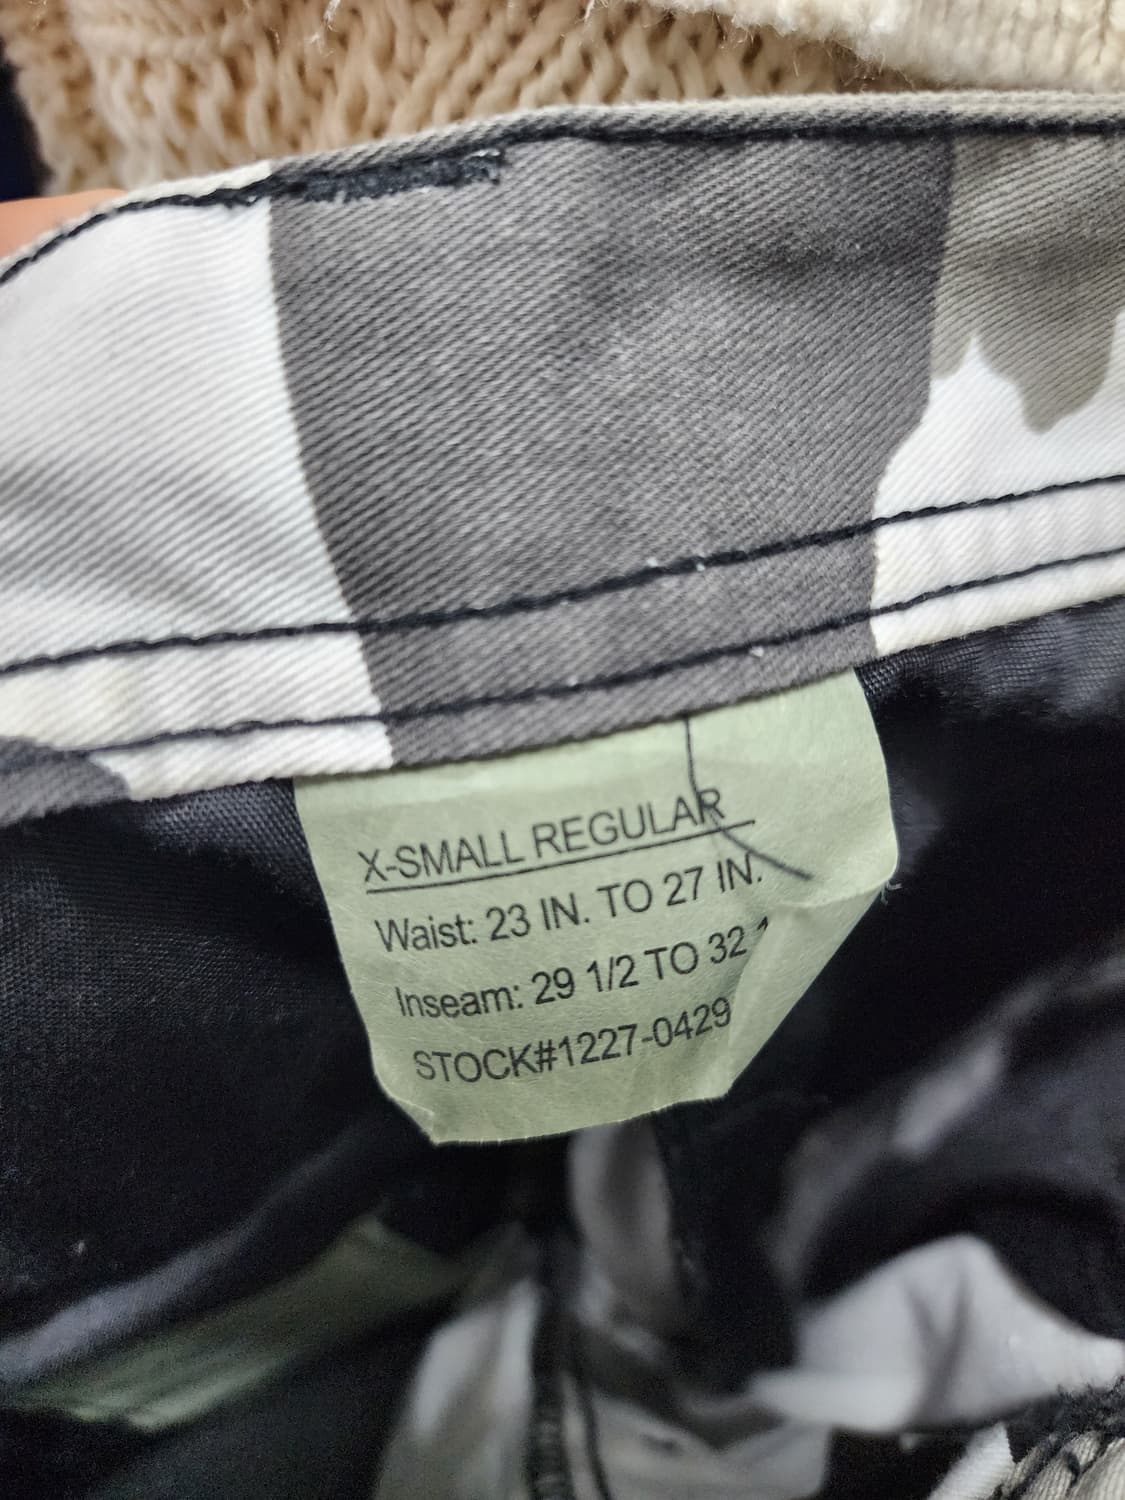 X-SMALL REGULAR
Waist: 23 IN. TO 27 IN.
Inseam: 29 1/2 TO 32
STOCK#1227-0429